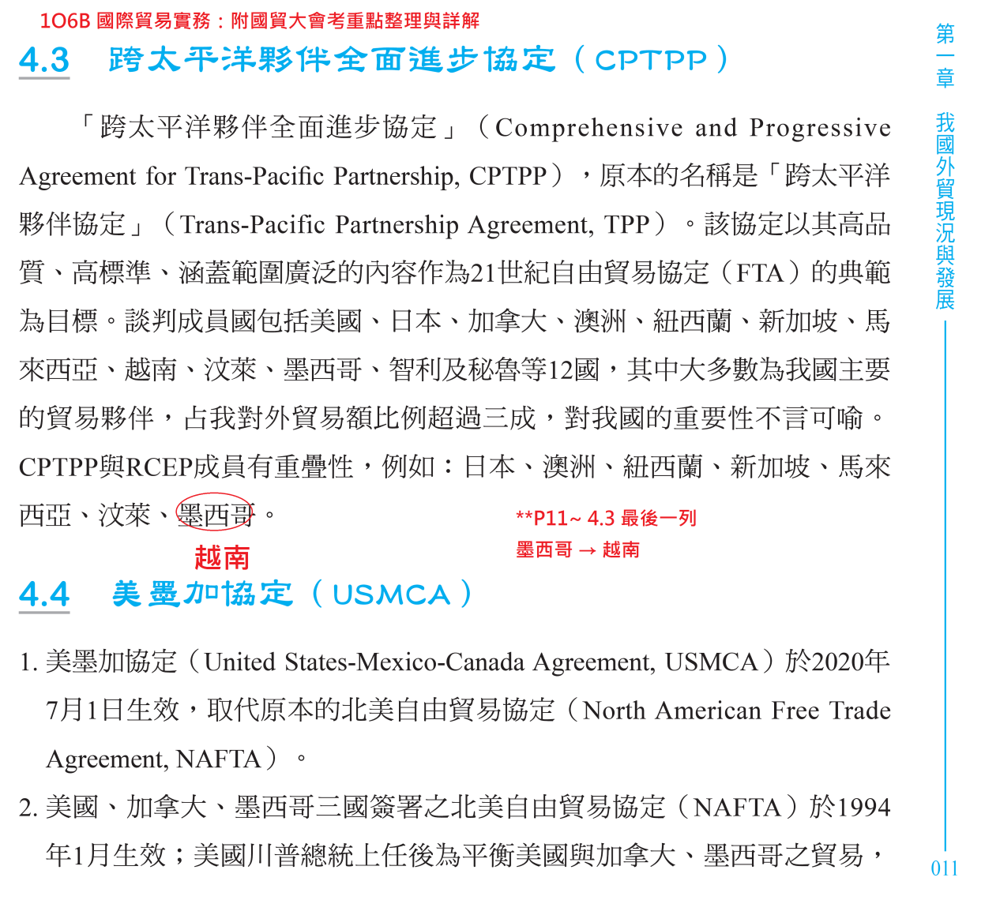 1O6B 國際貿易實務：附國貿大會考重點整理與詳解
4.3 跨太平洋夥伴全面進步協定（CPTPP）
「跨太平洋夥伴全面進步協定」（Comprehensive and Progressive
Agreement for Trans-Pacific Partnership, CPTPP），原本的名稱是「跨太平洋
夥伴協定」（Trans-Pacific Partnership Agreement, TPP）。該協定以其高品
質、高標準、涵蓋範圍廣泛的內容作為21世紀自由貿易協定（FTA）的典範
為目標。談判成員國包括美國、日本、加拿大、澳洲、紐西蘭、新加坡、馬
來西亞、越南、汶萊、墨西哥、智利及秘魯等12國，其中大多數為我國主要
的貿易夥伴，占我對外貿易額比例超過三成，對我國的重要性不言可喻。
CPTPP與RCEP成員有重疊性，例如：日本、澳洲、紐西蘭、新加坡、馬來
西亞、汶萊、墨西哥。
越南
**P11~ 4.3 最後一列
墨西哥 → 越南
4.4 美墨加協定（USMCA）
1. 美墨加協定（United States-Mexico-Canada Agreement, USMCA）於2020年
7月1日生效，取代原本的北美自由貿易協定（North American Free Trade
Agreement, NAFTA）。
2. 美國、加拿大、墨西哥三國簽署之北美自由貿易協定（NAFTA）於1994
年1月生效；美國川普總統上任後為平衡美國與加拿大、墨西哥之貿易，
第一章 我國外貿現況與發展
011